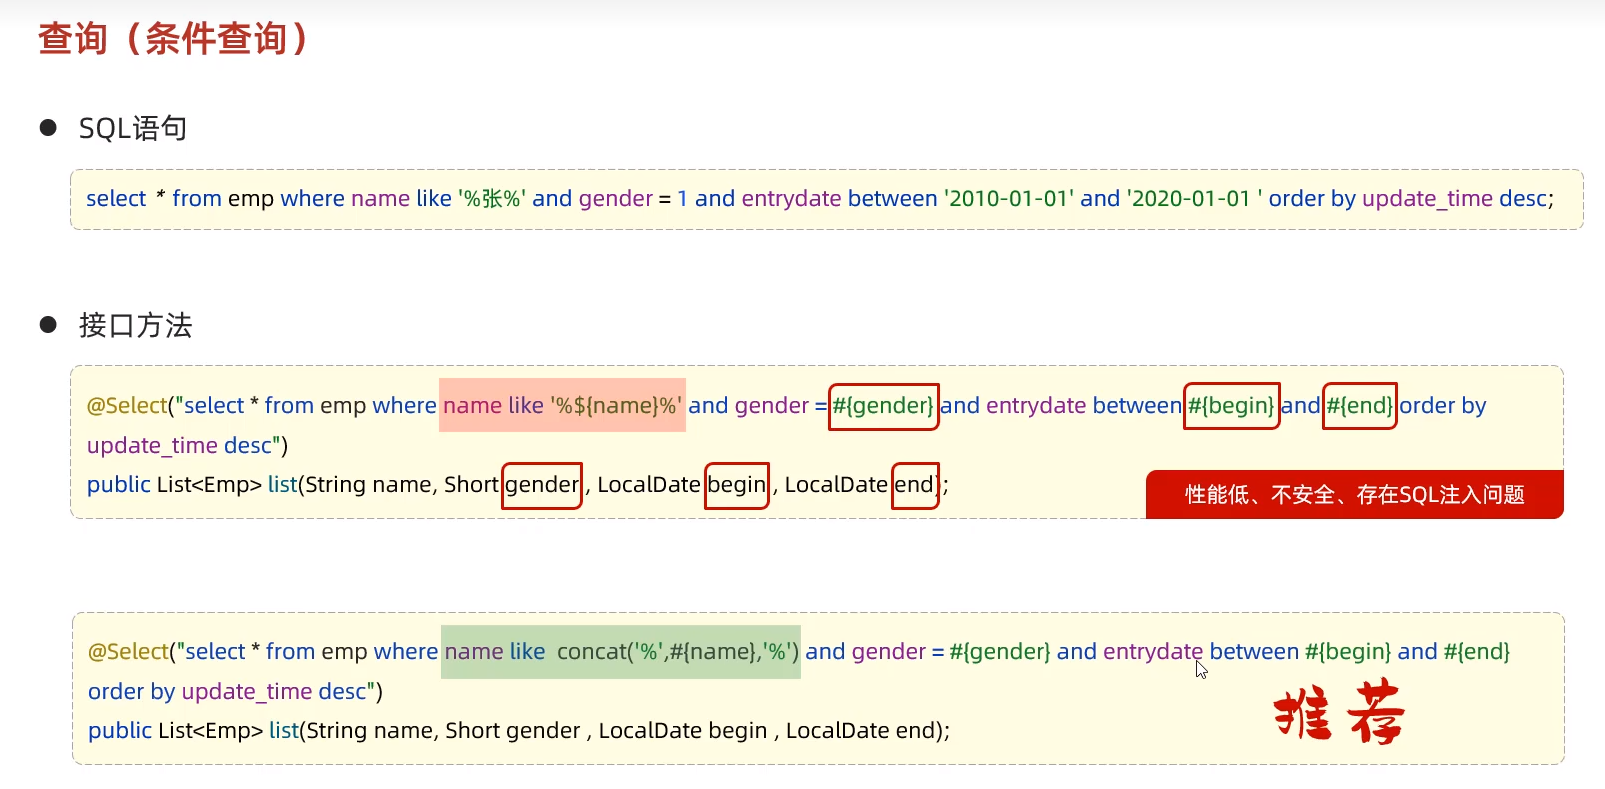 查询（条件查询）
● SQL语句
select * from emp where name like '%张%' and gender = 1 and entrydate between '2010-01-01' and '2020-01-01 ' order by update_time desc;
● 接口方法
@Select("select * from emp where name like '%${name}%' and gender = #{gender} and entrydate between #{begin} and #{end} order by
update_time desc")
public List<Emp> list(String name, Short gender , LocalDate begin , LocalDate end);
性能低、不安全、存在SQL注入问题
@Select("select * from emp where name like  concat('%',#{name},'%') and gender = #{gender} and entrydate between #{begin} and #{end}
order by update_time desc")
public List<Emp> list(String name, Short gender , LocalDate begin , LocalDate end);
推荐